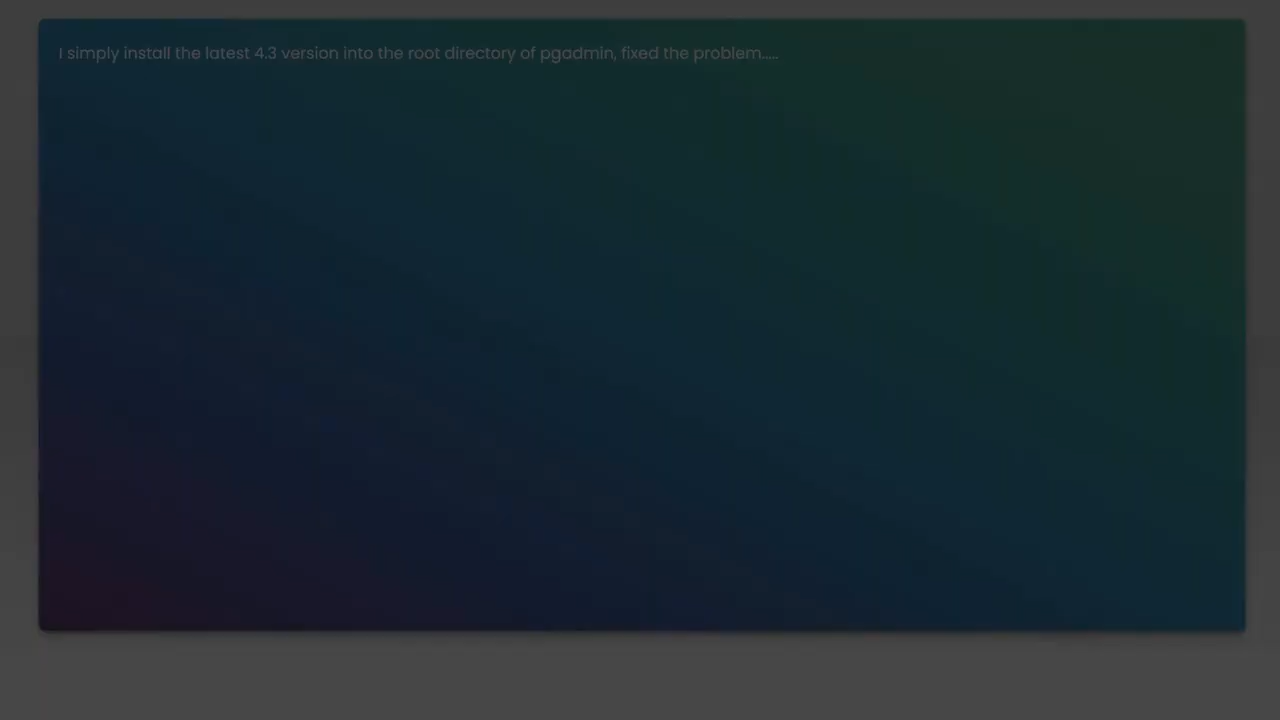 I simply install the latest 4.3 version into the root directory of pgadmin, fixed the problem.....